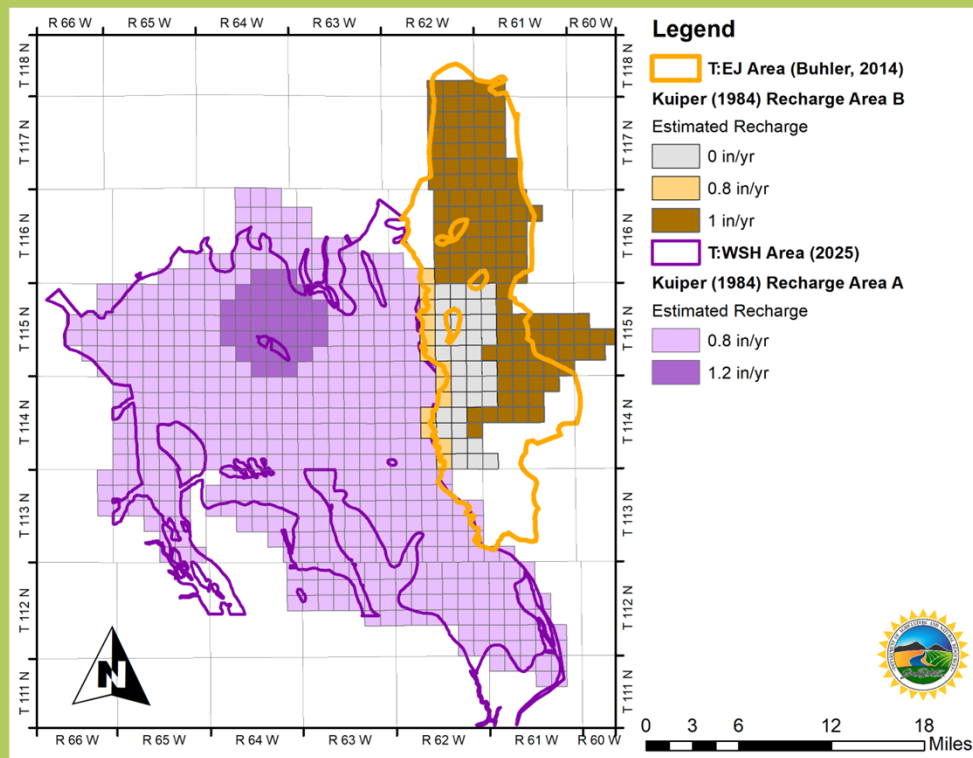 R 66 W R 65 W R 64 W R 63 W R 62 W R 61 W R 60 W
T 118 N T 118 N
T 117 N T 117 N
T 116 N T 116 N
T 115 N T 115 N
T 114 N T 114 N
T 113 N T 113 N
T 112 N T 112 N
T 111 N T 111 N
N
R 66 W R 65 W R 64 W R 63 W R 62 W R 61 W R 60 W
Legend
T:EJ Area (Buhler, 2014)
Kuiper (1984) Recharge Area B
Estimated Recharge
0 in/yr
0.8 in/yr
1 in/yr
T:WSH Area (2025)
Kuiper (1984) Recharge Area A
Estimated Recharge
0.8 in/yr
1.2 in/yr
0 3 6 12 18
Miles